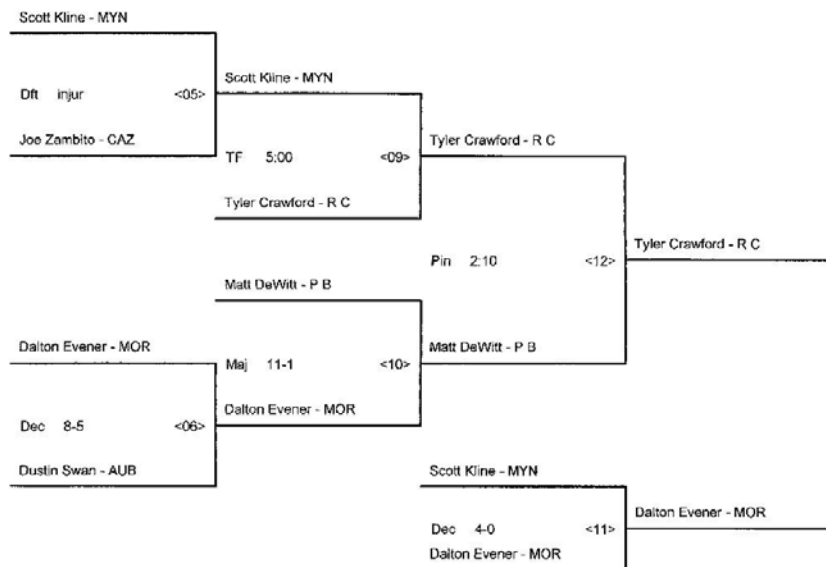 Scott Kline - MYN
Dft injur <05>
Joe Zambito - CAZ
Scott Kline - MYN
TF 5:00 <09>
Tyler Crawford - R C
Tyler Crawford - R C
Pin 2:10 <12>
Tyler Crawford - R C
Matt DeWitt - P B
Dalton Evener - MOR
Maj 11-1 <10>
Matt DeWitt - P B
Dalton Evener - MOR
Dec 8-5 <06>
Dustin Swan - AUB
Scott Kline - MYN
Dec 4-0 <11>
Dalton Evener - MOR
Dalton Evener - MOR